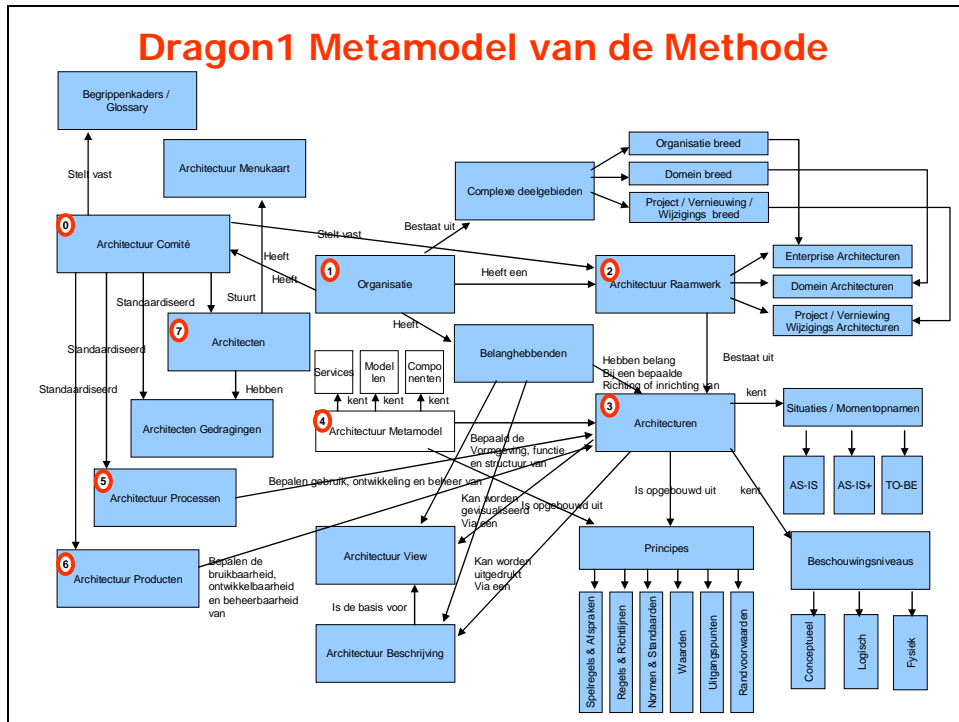 Dragon1 Metamodel van de Methode
Begrippenkaders /
Glossary
Architectuur Menukaart
Stelt vast
Complexe deelgebieden
Organisatie breed
Domein breed
Project / Vernieuwing /
Wijzigings breed
Bestaat uit
Stelt vast
0
Architectuur Comité
Heeft
Heeft
1
Organisatie
Heeft een
2
Architectuur Raamwerk
Enterprise Architecturen
Domein Architecturen
Project / Verniewing
Wijzigings Architecturen
Standaardiseerd
Stuurt
7
Architecten
Heeft
Standaardiseerd
Standaardiseerd
Hebben
Architecten Gedragingen
Belanghebbenden
Hebben belang
Bij een bepaalde
Richting of inrichting van
Bestaat uit
Services
Model
len
Compo
nenten
kent
kent
kent
4
Architectuur Metamodel
3
Architecturen
kent
Situaties / Momentopnamen
AS-IS
AS-IS+
TO-BE
Bepaald de
Vormgeving, functie
en structuur van
5
Architectuur Processen
Bepalen gebruik, ontwikkeling en beheer van
Kan worden
gevisualiseerd
Via een
Is opgebouwd uit
Is opgebouwd uit
kent
6
Architectuur Producten
Bepalen de
bruikbaarheid,
ontwikkelbaarheid
en beheerbaarheid
van
Architectuur View
Kan worden
uitgedrukt
Via een
Is de basis voor
Architectuur Beschrijving
Principes
Spelregels & Afspraken
Regels & Richtlijnen
Normen & Standaarden
Waarden
Uitgangspunten
Randvoorwaarden
Beschouwingsniveaus
Conceptueel
Logisch
Fysiek